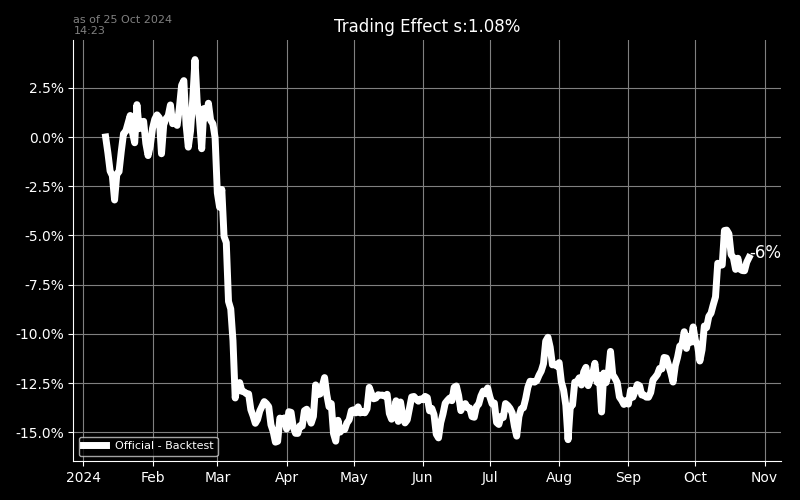 as of 25 Oct 2024
14:23
Trading Effect s:1.08%
2.5%
0.0%
-2.5%
-5.0%
-6%
-7.5%
-10.0%
-12.5%
-15.0%
Official - Backtest
2024 Feb Mar Apr May Jun Jul Aug Sep Oct Nov